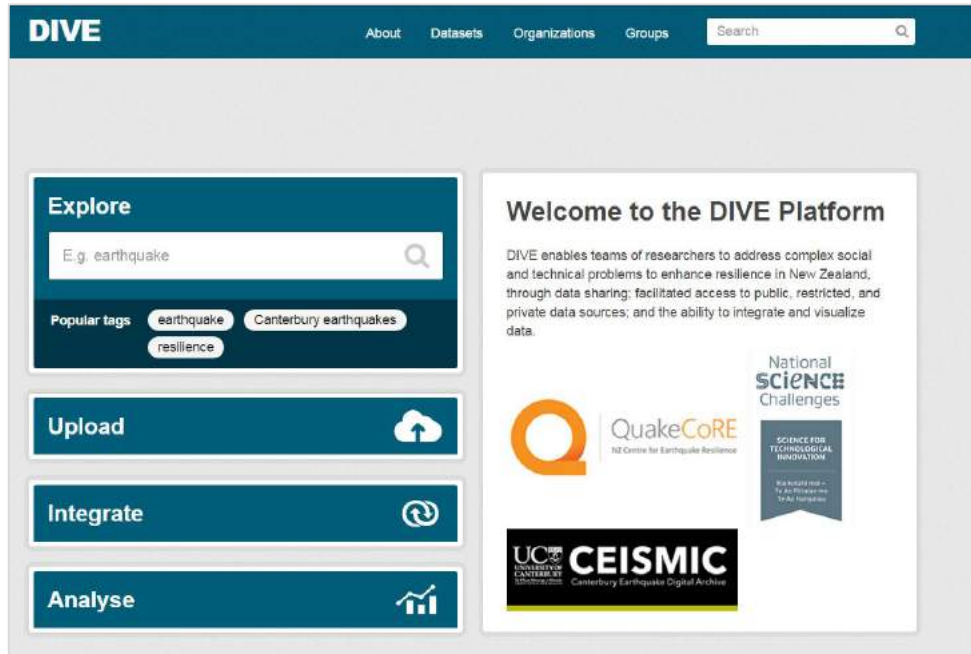 DIVE
About Datasets Organizations Groups Search
Explore
E.g. earthquake
Popular tags earthquake Canterbury earthquakes
resilience
Upload
Integrate
Analyse
Welcome to the DIVE Platform
DIVE enables teams of researchers to address complex social
and technical problems to enhance resilience in New Zealand,
through data sharing; facilitated access to public, restricted, and
private data sources; and the ability to integrate and visualize
data.
QuakeCoRE
NZ Centre for Earthquake Resilience
National
SCiENCE
Challenges
SCIENCE FOR
TECHNOLOGICAL
INNOVATION
UC
UNIVERSITY OF
CANTERBURY
CEISMIC
Canterbury Earthquake Digital Archive